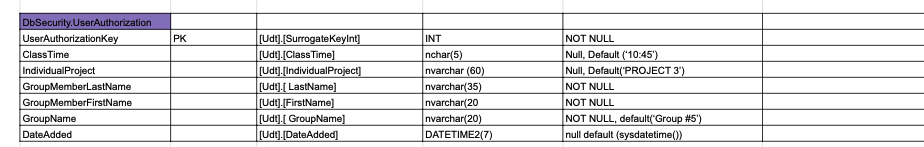 DbSecurity.UserAuthorization
UserAuthorizationKey PK [Udt].[SurrogateKeyInt] INT NOT NULL
ClassTime [Udt].[ClassTime] nchar(5) Null, Default ('10:45')
IndividualProject [Udt].[IndividualProject] nvarchar (60) Null, Default('PROJECT 3')
GroupMemberLastName [Udt].[ LastName] nvarchar(35) NOT NULL
GroupMemberFirstName [Udt].[FirstName] nvarchar(20 NOT NULL
GroupName [Udt].[ GroupName] nvarchar(20) NOT NULL, default('Group #5')
DateAdded [Udt].[DateAdded] DATETIME2(7) null default (sysdatetime())